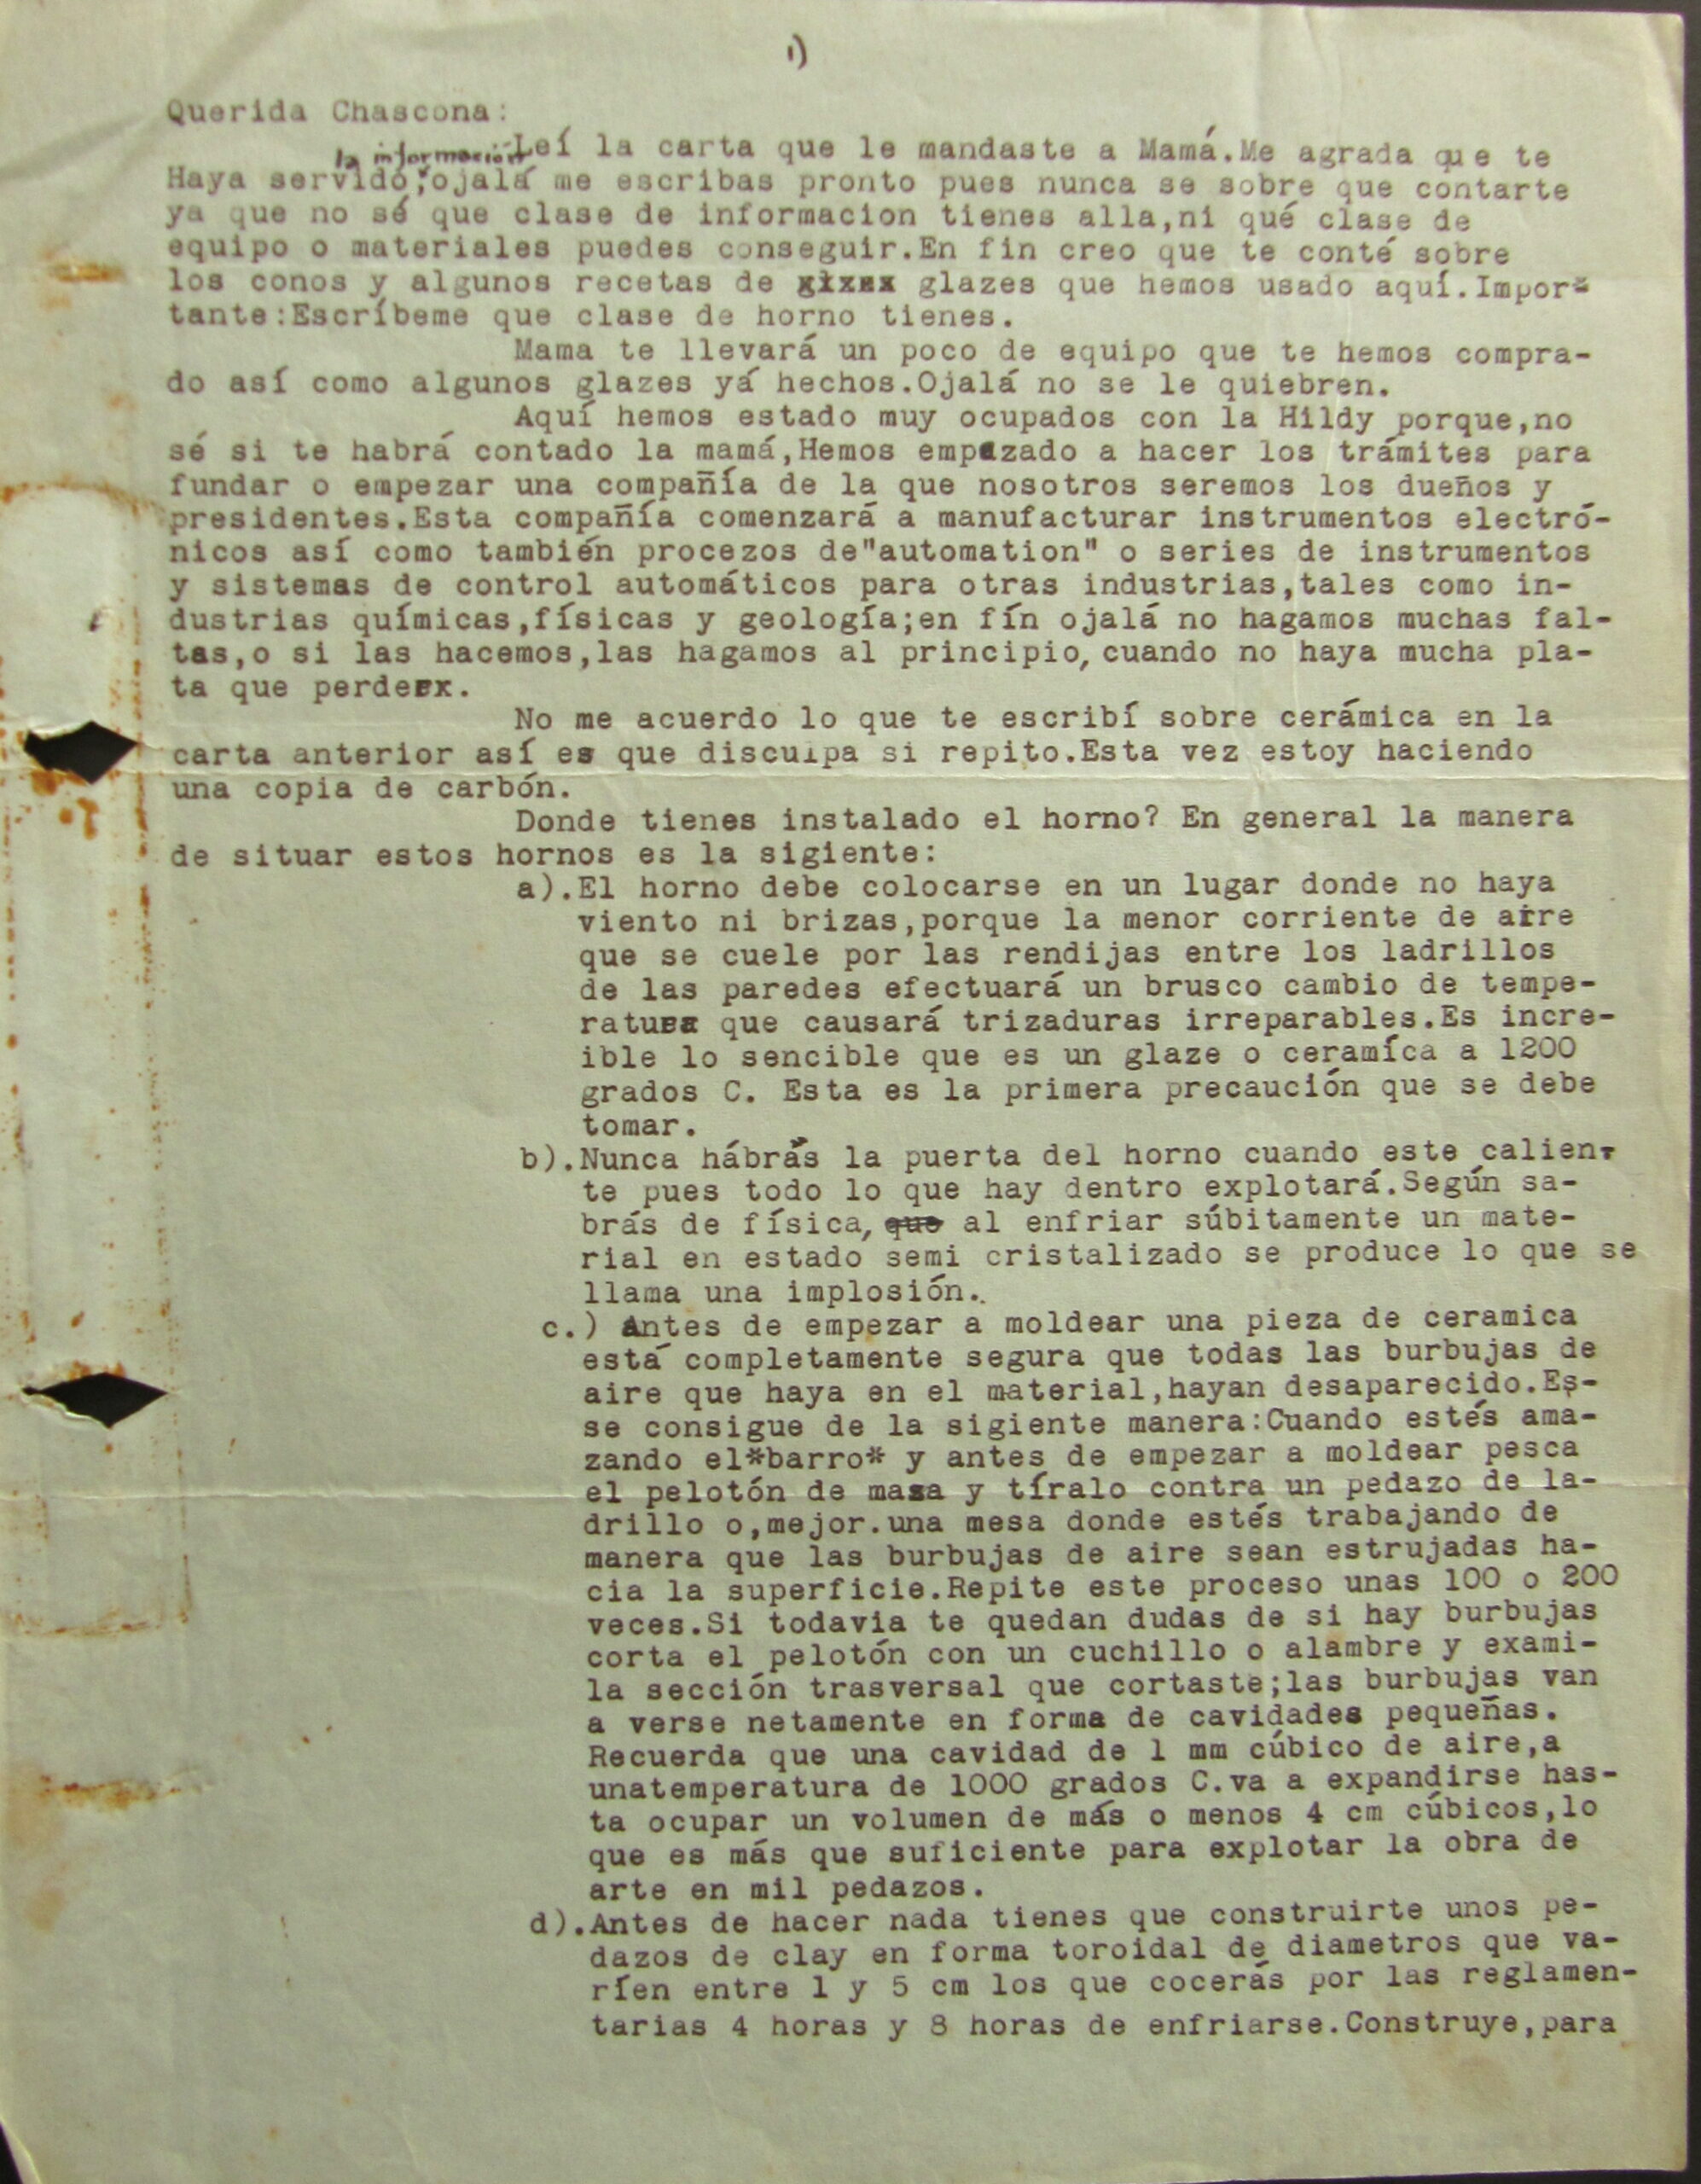 1)
Querida Chascona:
Leí la carta que le mandaste a Mamá.Me agrada que te
la información
Haya servido,ojalá me escribas pronto pues nunca se sobre que contarte
ya que no sé que clase de informacion tienes alla,ni qué clase de
equipo o materiales puedes conseguir.En fin creo que te conté sobre
los conos y algunos recetas de glazes que hemos usado aquí.Impor-
tante:Escríbeme que clase de horno tienes.
Mama te llevará un poco de equipo que te hemos compra-
do así como algunos glazes yá hechos.Ojalá no se le quiebren.
Aquí hemos estado muy ocupados con la Hildy porque,no
sé si te habrá contado la mamá,Hemos empezado a hacer los trámites para
fundar o empezar una compañía de la que nosotros seremos los dueños y
presidentes.Esta compañía comenzará a manufacturar instrumentos electró-
nicos así como también procezos de"automation" o series de instrumentos
y sistemas de control automáticos para otras industrias,tales como in-
dustrias químicas,físicas y geología;en fín ojalá no hagamos muchas fal-
tas,o si las hacemos,las hagamos al principio,cuando no haya mucha pla-
ta que perderx.
No me acuerdo lo que te escribí sobre cerámica en la
carta anterior así es que disculpa si repito.Esta vez estoy haciendo
una copia de carbón.
Donde tienes instalado el horno? En general la manera
de situar estos hornos es la sigiente:
a).El horno debe colocarse en un lugar donde no haya
viento ni brizas,porque la menor corriente de aire
que se cuele por las rendijas entre los ladrillos
de las paredes efectuará un brusco cambio de tempe-
ratura que causará trizaduras irreparables.Es incre-
ible lo sencible que es un glaze o ceramíca a 1200
grados C. Esta es la primera precaución que se debe
tomar.
b).Nunca hábrás la puerta del horno cuando este calien-
te pues todo lo que hay dentro explotará.Según sa-
brás de física, que al enfriar súbitamente un mate-
rial en estado semi cristalizado se produce lo que se
llama una implosión..
c.) Antes de empezar a moldear una pieza de ceramica
está completamente segura que todas las burbujas de
aire que haya en el material,hayan desaparecido.Es-
se consigue de la sigiente manera:Cuando estés ama-
zando el*barro* y antes de empezar a moldear pesca
el pelotón de masa y tíralo contra un pedazo de la-
drillo o,mejor.una mesa donde estés trabajando de
manera que las burbujas de aire sean estrujadas ha-
cia la superficie.Repite este proceso unas 100 o 200
veces.Si todavia te quedan dudas de si hay burbujas
corta el pelotón con un cuchillo o alambre y exami-
la sección trasversal que cortaste;las burbujas van
a verse netamente en forma de cavidades pequeñas.
Recuerda que una cavidad de 1 mm cúbico de aire,a
unatemperatura de 1000 grados C.va a expandirse has-
ta ocupar un volumen de más o menos 4 cm cúbicos,lo
que es más que suficiente para explotar la obra de
arte en mil pedazos.
d).Antes de hacer nada tienes que construirte unos pe-
dazos de clay en forma toroidal de diametros que va-
ríen entre 1 y 5 cm los que cocerás por las reglamen-
tarias 4 horas y 8 horas de enfriarse.Construye,para